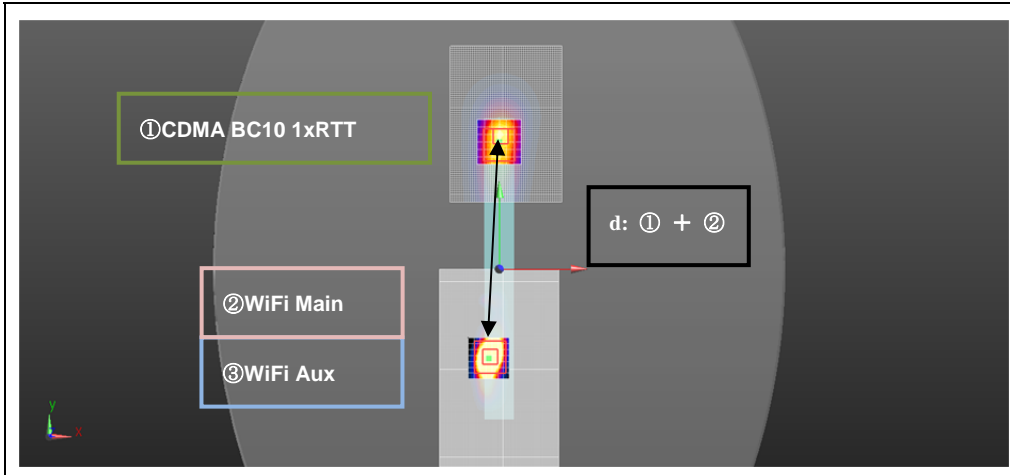 ①CDMA BC10 1xRTT
d: ① + ②
②WiFi Main
③WiFi Aux
y
x